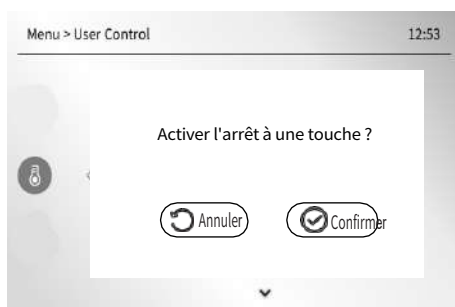 Menu > User Control 12:53
Activer l'arrêt à une touche ?
Annuler Confirmer